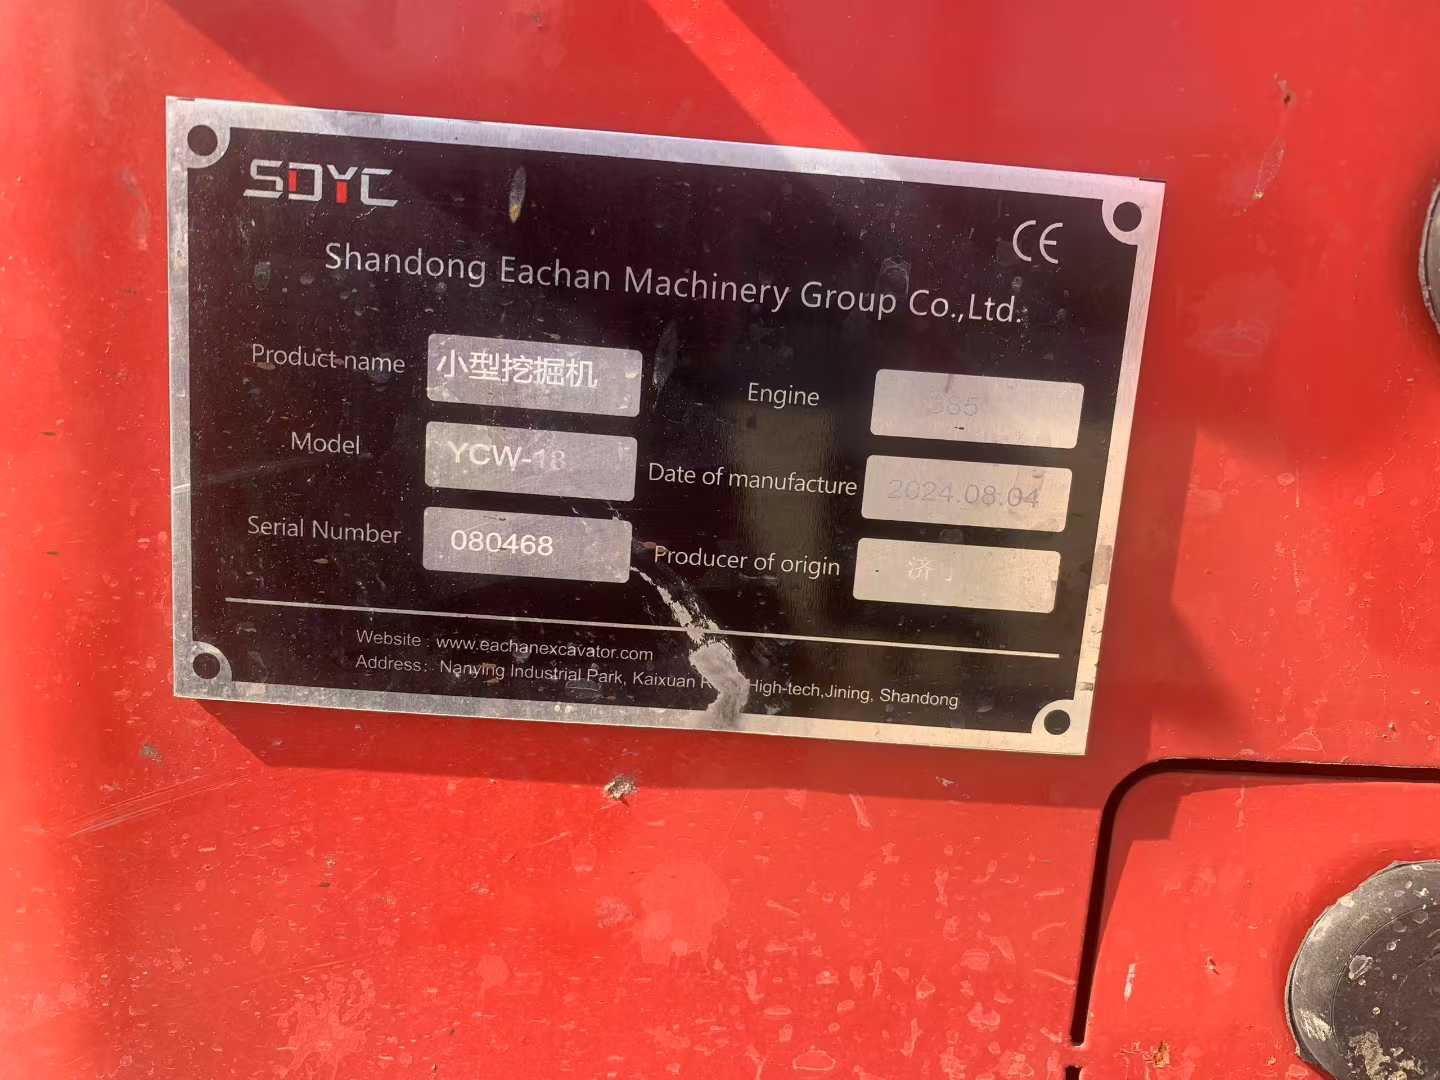 SDYC
CE
Shandong Eachan Machinery Group Co.,Ltd.
Product name 小型挖掘机
Engine 385
Model YCW-18
Date of manufacture 2024.08.04
Serial Number 080468
Producer of origin 济
Website : www.eachanexcavator.com
Address: Nanying Industrial Park, Kaixuan High-tech,Jining, Shandong